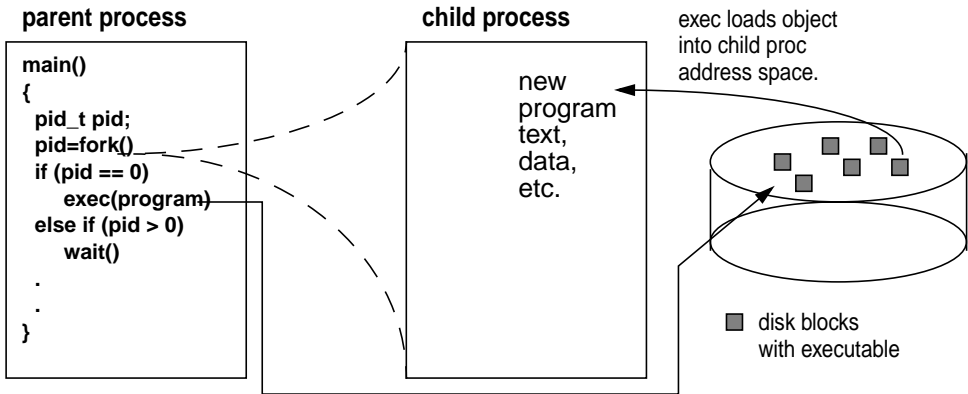 parent process
main()
{
pid_t pid;
pid=fork()
if (pid == 0)
exec(program)
else if (pid > 0)
wait()
.
.
}
child process
new
program
text,
data,
etc.
exec loads object
into child proc
address space.
disk blocks
with executable